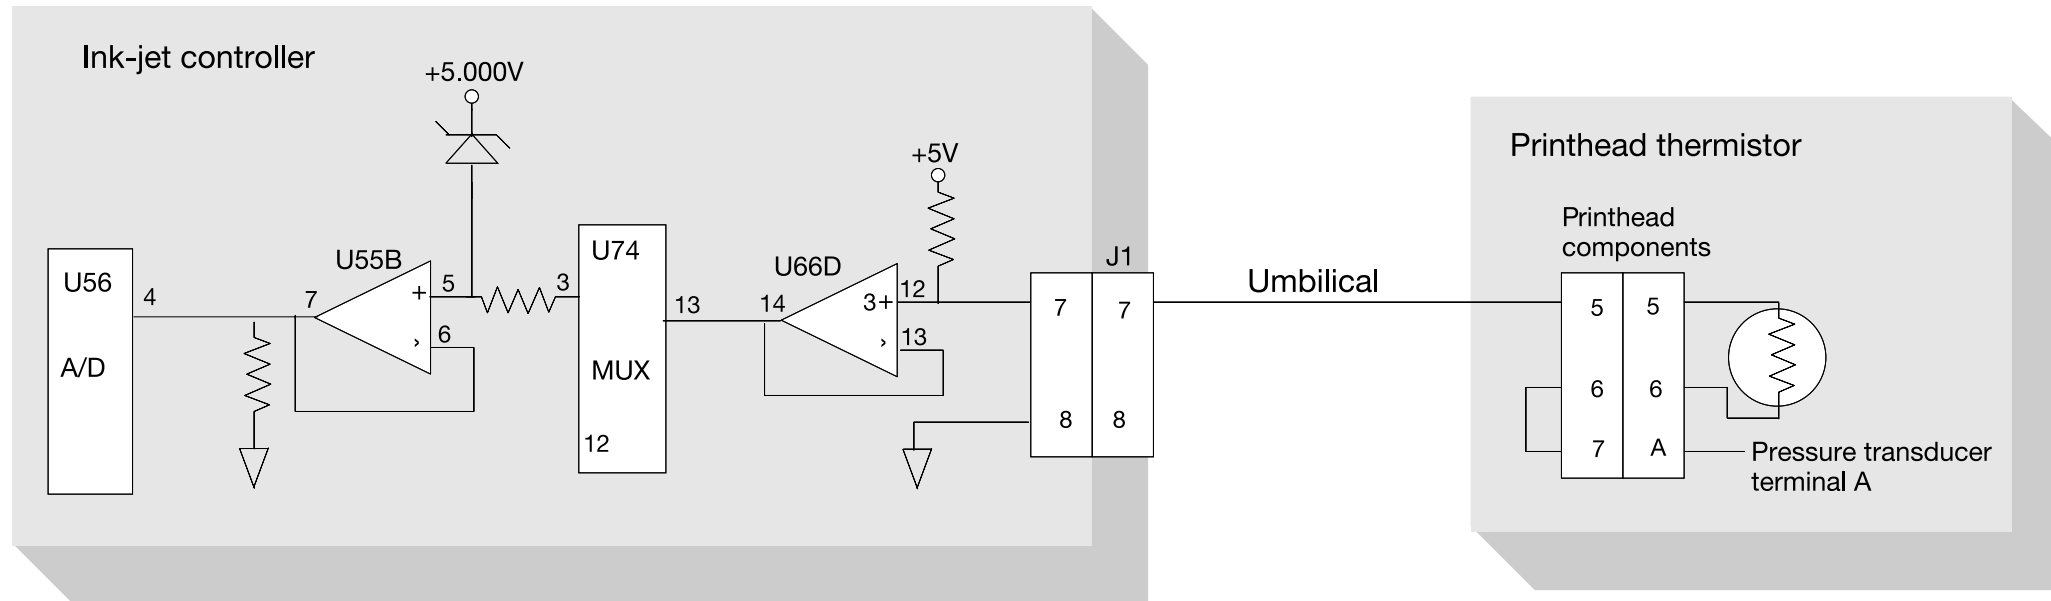 Ink-jet controller
+5.000V
+5V
Printhead thermistor
Printhead
components
U55B
U74
U66D
J1
Umbilical
U56
4
7
+
5
3
13
14
3+
12
7
7
5
5
6
›
13
›
A/D
MUX
6
6
12
8
8
7
A
Pressure transducer
terminal A